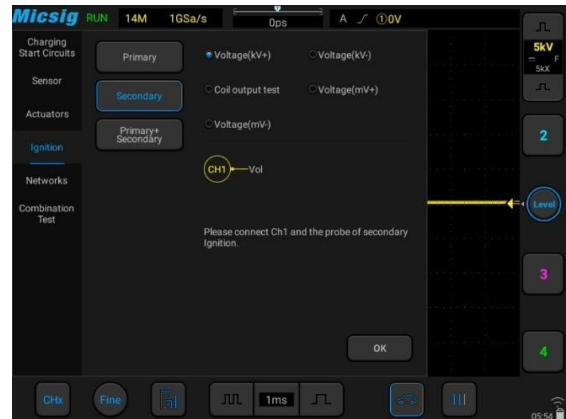 Micsig RUN 14M 1GSa/s 0ps A ①0V
Charging
Start Circuits
Sensor
Actuators
Ignition
Networks
Combination
Test
Primary
Secondary
Primary+
Secondary
Voltage(kV+) Voltage(kV-)
Coil output test Voltage(mV+)
Voltage(mV-)
CH1 Vol
Please connect Ch1 and the probe of secondary
Ignition.
OK
5kV
F
5kX
2
Level
3
4
CHx Fine 1ms
05:54